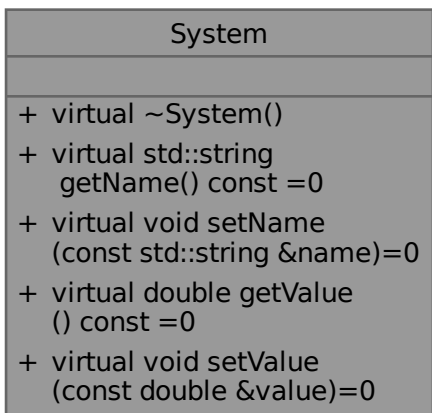 System
+ virtual ~System()
+ virtual std::string
getName() const =0
+ virtual void setName
(const std::string &name)=0
+ virtual double getValue
() const =0
+ virtual void setValue
(const double &value)=0